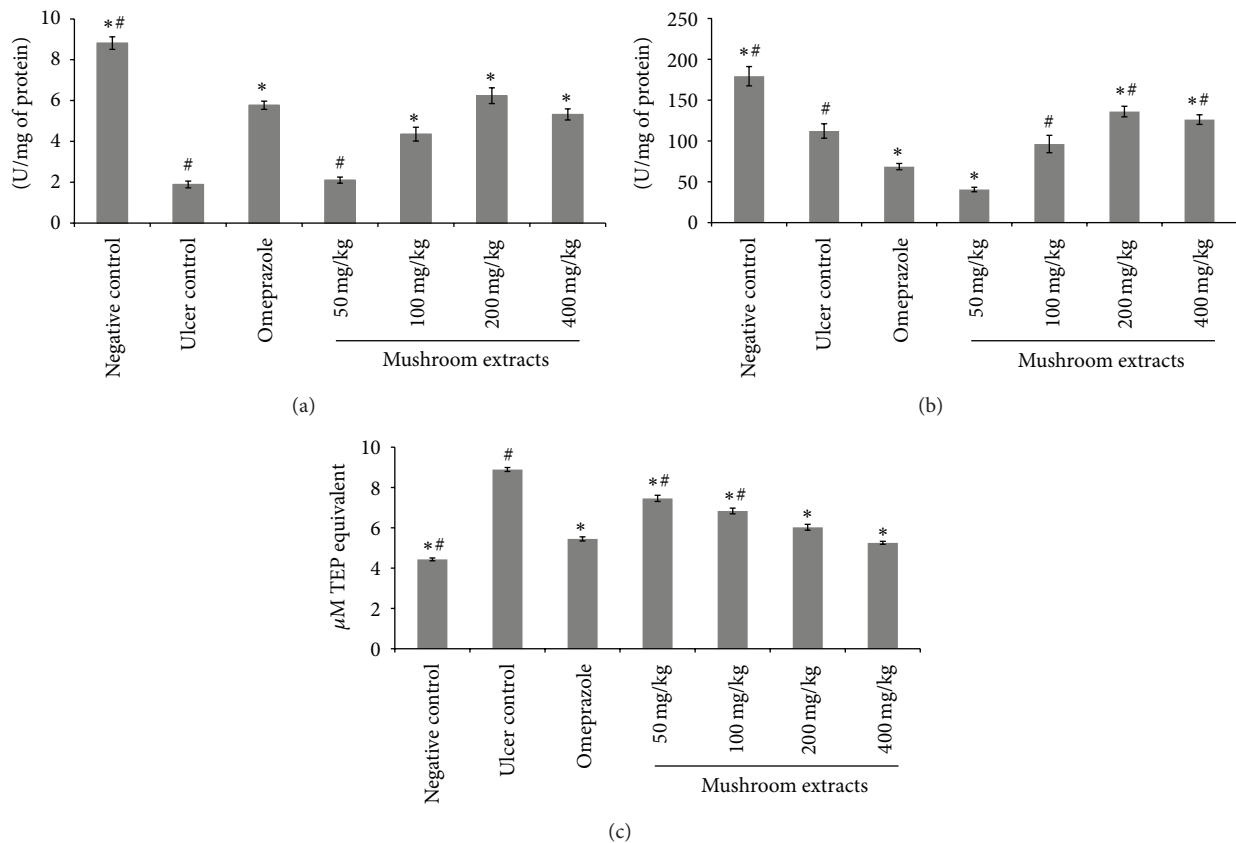 10
8
6
4
2
0
(U/mg of protein)
*#
#
*
#
*
*
*
Negative control
Ulcer control
Omeprazole
50 mg/kg
100 mg/kg
200 mg/kg
400 mg/kg
Mushroom extracts
(a)
250
200
150
100
50
0
(U/mg of protein)
*#
#
*
*
#
*#
*#
Negative control
Ulcer control
Omeprazole
50 mg/kg
100 mg/kg
200 mg/kg
400 mg/kg
Mushroom extracts
(b)
10
8
6
4
2
0
μM TEP equivalent
*#
#
*
*#
*#
*
*
Negative control
Ulcer control
Omeprazole
50 mg/kg
100 mg/kg
200 mg/kg
400 mg/kg
Mushroom extracts
(c)